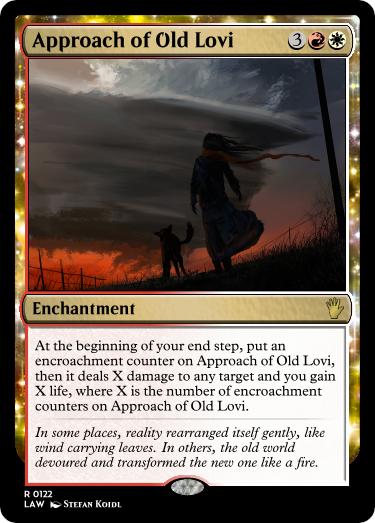 Approach of Old Lovi 3
Enchantment
At the beginning of your end step, put an
encroachment counter on Approach of Old Lovi,
then it deals X damage to any target and you gain
X life, where X is the number of encroachment
counters on Approach of Old Lovi.
In some places, reality rearranged itself gently, like
wind carrying leaves. In others, the old world
devoured and transformed the new one like a fire.
R 0122
LAW Stefan Koidl